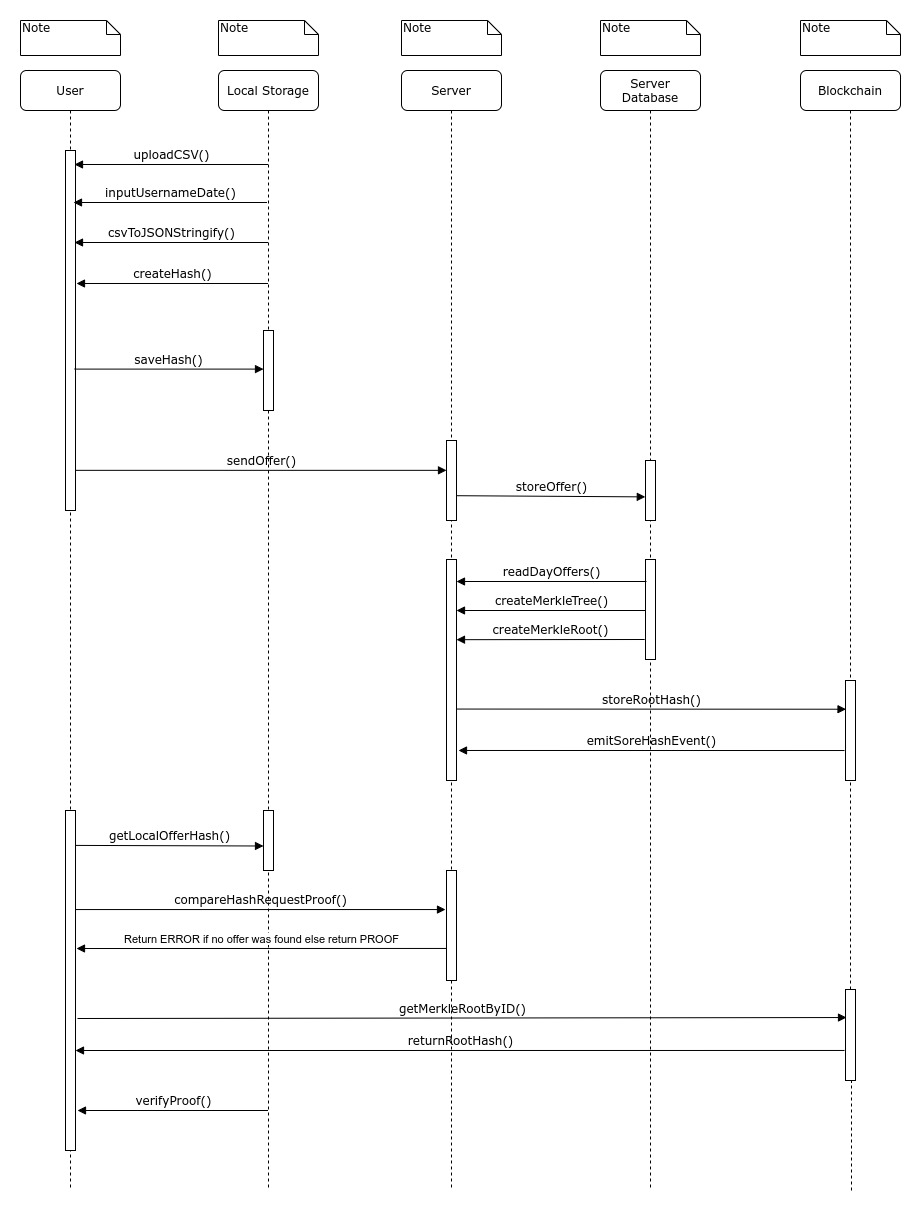 Note
Note
Note
Note
Note
User
Local Storage
Server
Server
Database
Blockchain
uploadCSV()
inputUsernameDate()
csvToJSONStringify()
createHash()
saveHash()
sendOffer()
storeOffer()
readDayOffers()
createMerkleTree()
createMerkleRoot()
storeRootHash()
emitSoreHashEvent()
getLocalOfferHash()
compareHashRequestProof()
Return ERROR if no offer was found else return PROOF
getMerkleRootByID()
returnRootHash()
verifyProof()